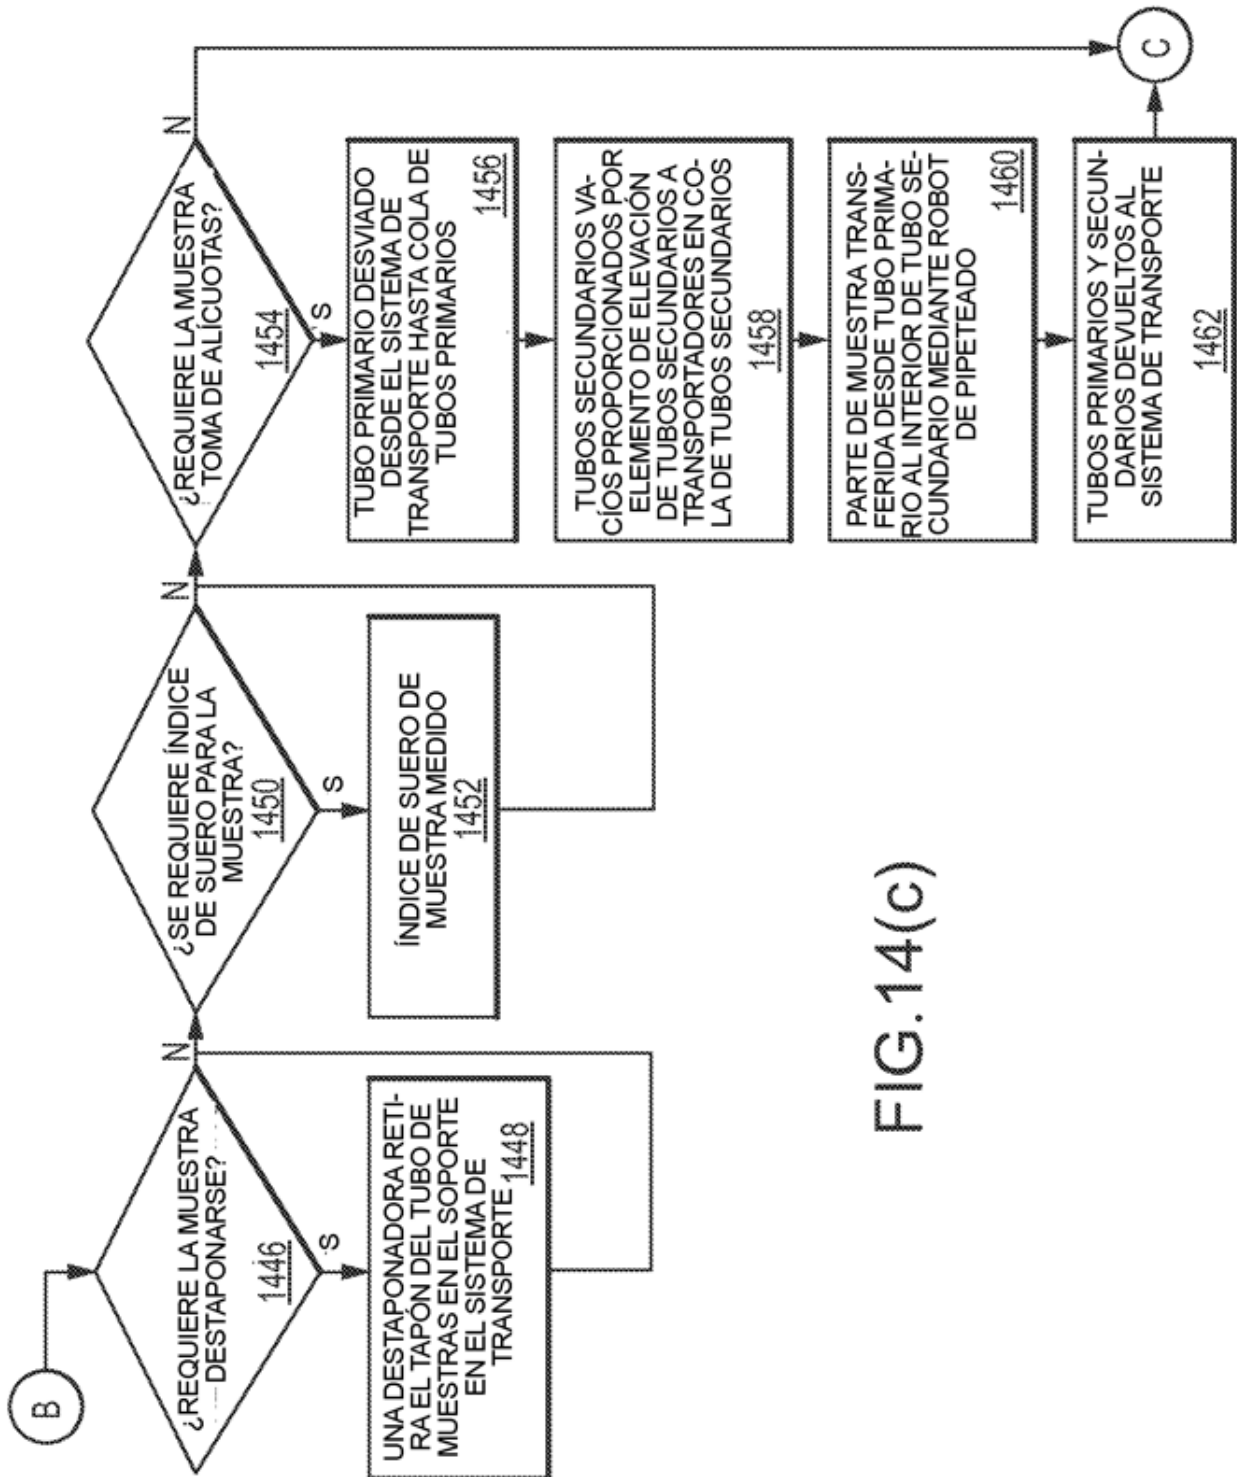 B
¿REQUIERE LA MUESTRA
DESTAPONARSE?
1446
N
S
UNA DESTAPONADORA RETI-
RA EL TAPÓN DEL TUBO DE
MUESTRAS EN EL SOPORTE
EN EL SISTEMA DE
TRANSPORTE
1448
¿SE REQUIERE ÍNDICE
DE SUERO PARA LA
MUESTRA?
1450
N
S
ÍNDICE DE SUERO DE
MUESTRA MEDIDO
1452
¿REQUIERE LA MUESTRA
TOMA DE ALÍCUOTAS?
1454
N
S
TUBO PRIMARIO DESVIADO
DESDE EL SISTEMA DE
TRANSPORTE HASTA COLA DE
TUBOS PRIMARIOS
1456
TUBOS SECUNDARIOS VA-
CÍOS PROPORCIONADOS POR
ELEMENTO DE ELEVACIÓN
DE TUBOS SECUNDARIOS A
TRANSPORTADORES EN CO-
LA DE TUBOS SECUNDARIOS
1458
PARTE DE MUESTRA TRANS-
FERIDA DESDE TUBO PRIMA-
RIO AL INTERIOR DE TUBO SE-
CUNDARIO MEDIANTE ROBOT
DE PIPETEADO
1460
TUBOS PRIMARIOS Y SECUN-
DARIOS DEVUELTOS AL
SISTEMA DE TRANSPORTE
1462
C
FIG.14(c)